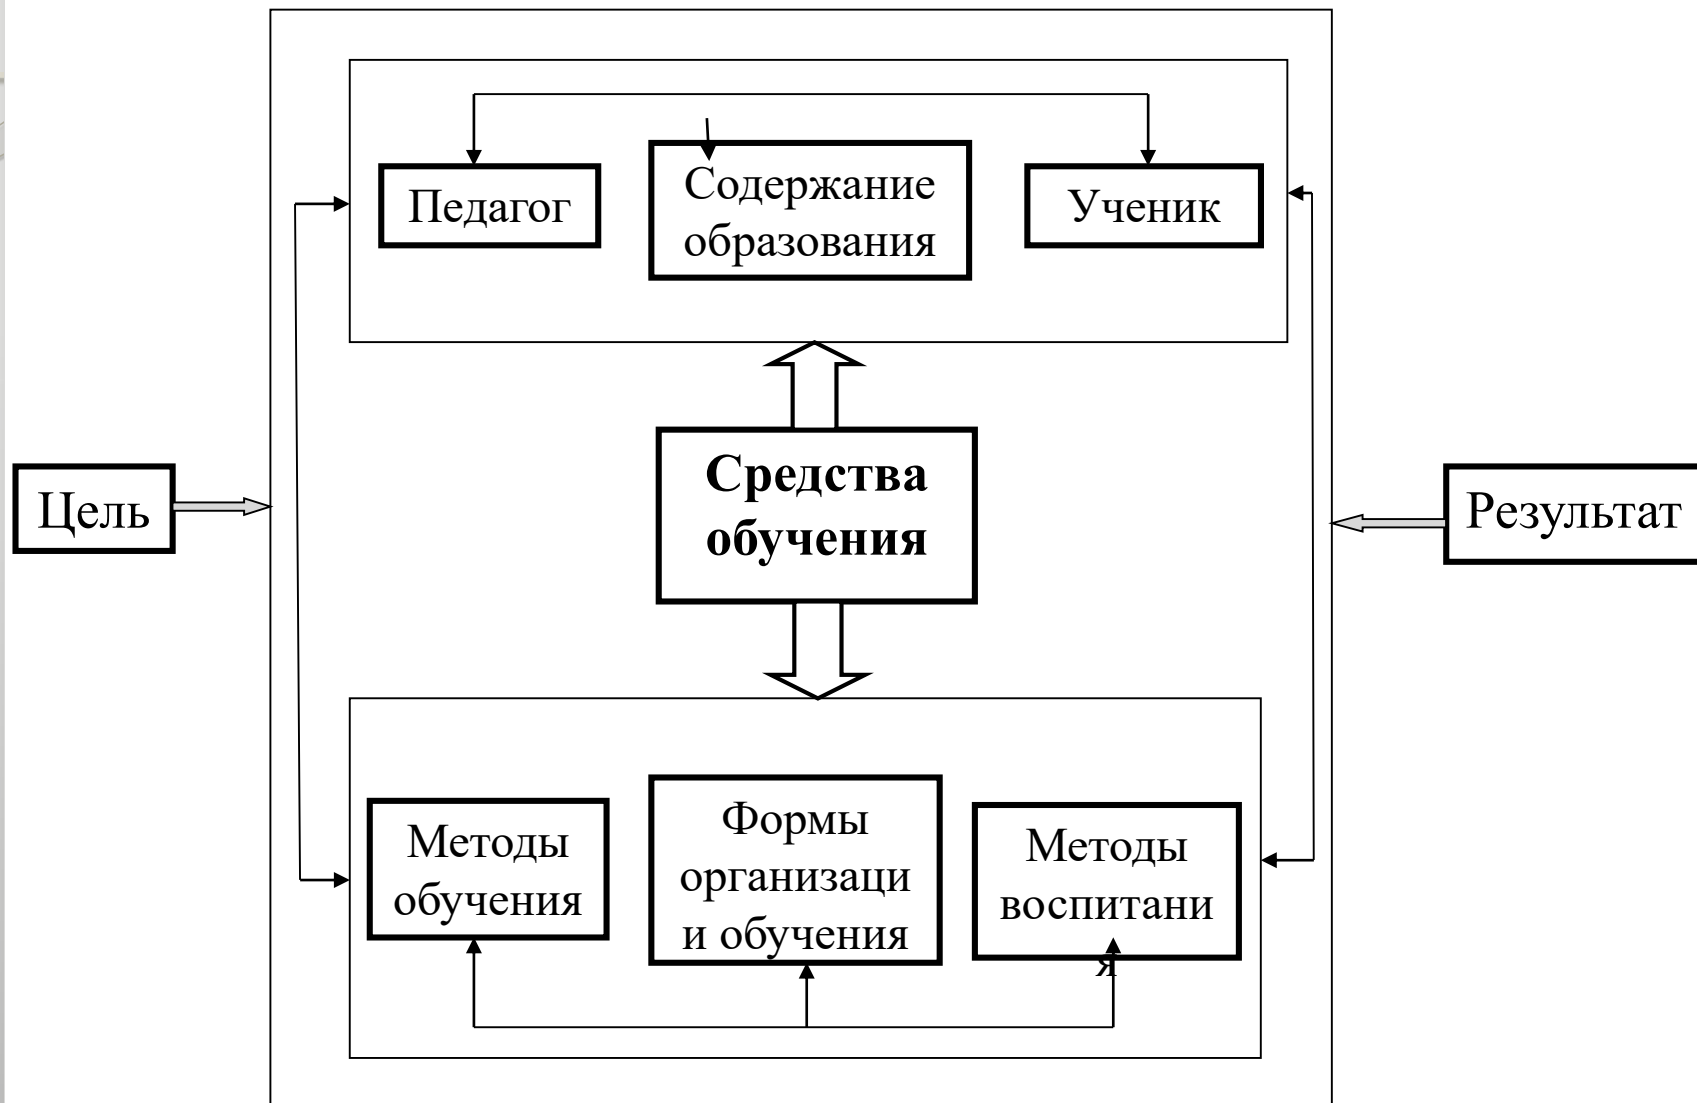 Педагог
Содержание
образования
Ученик
Средства
обучения
Цель
Результат
Методы
обучения
Формы
организаци
и обучения
Методы
воспитани
я